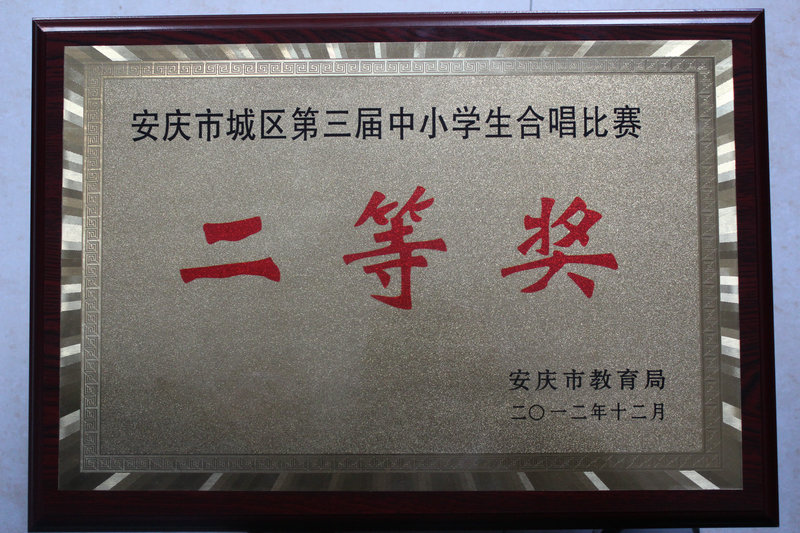 安庆市城区第三届中小学生合唱比赛
二等奖
安庆市教育局
二〇一二年十二月